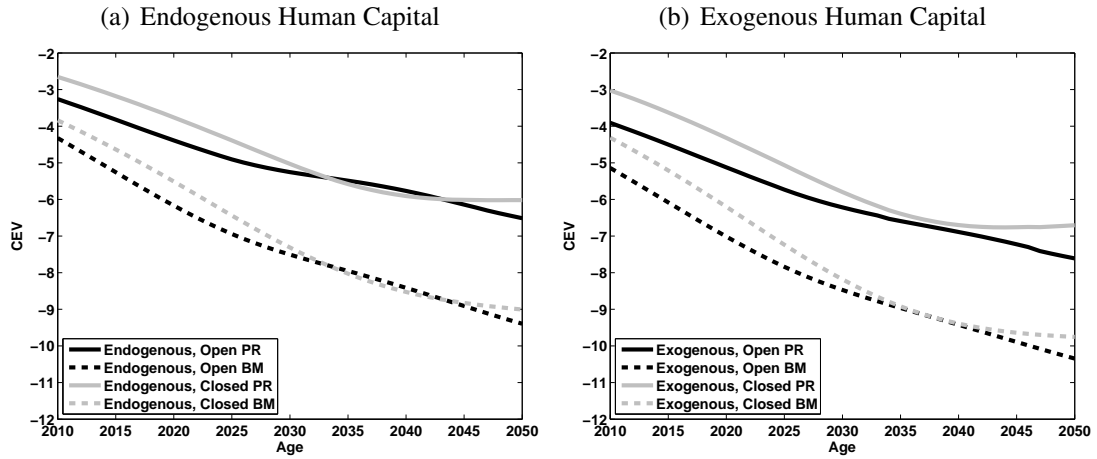 (a) Endogenous Human Capital
−2
−3
−4
−5
−6
−7
−8
−9
−10
−11
−12
CEV
Endogenous, Open PR
Endogenous, Open BM
Endogenous, Closed PR
Endogenous, Closed BM
2010 2015 2020 2025 2030 2035 2040 2045 2050
Age
(b) Exogenous Human Capital
−2
−3
−4
−5
−6
−7
−8
−9
−10
−11
−12
CEV
Exogenous, Open PR
Exogenous, Open BM
Exogenous, Closed PR
Exogenous, Closed BM
2010 2015 2020 2025 2030 2035 2040 2045 2050
Age